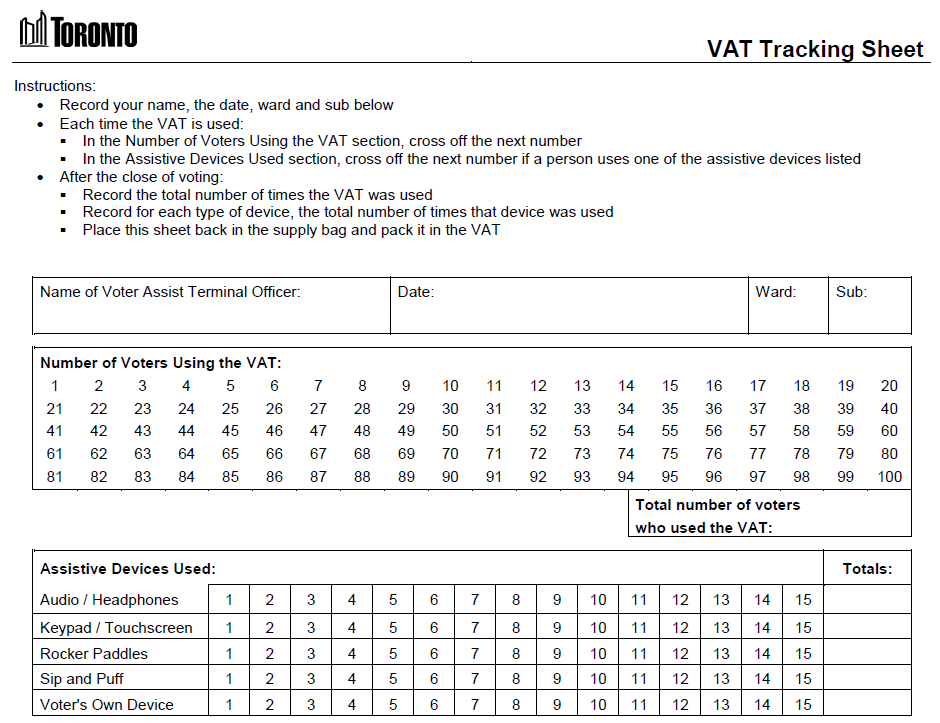 TORONTO
VAT Tracking Sheet
Instructions:
• Record your name, the date, ward and sub below
• Each time the VAT is used:
▪ In the Number of Voters Using the VAT section, cross off the next number
▪ In the Assistive Devices Used section, cross off the next number if a person uses one of the assistive devices listed
• After the close of voting:
▪ Record the total number of times the VAT was used
▪ Record for each type of device, the total number of times that device was used
▪ Place this sheet back in the supply bag and pack it in the VAT
Name of Voter Assist Terminal Officer: Date: Ward: Sub:
Number of Voters Using the VAT:
1 2 3 4 5 6 7 8 9 10 11 12 13 14 15 16 17 18 19 20
21 22 23 24 25 26 27 28 29 30 31 32 33 34 35 36 37 38 39 40
41 42 43 44 45 46 47 48 49 50 51 52 53 54 55 56 57 58 59 60
61 62 63 64 65 66 67 68 69 70 71 72 73 74 75 76 77 78 79 80
81 82 83 84 85 86 87 88 89 90 91 92 93 94 95 96 97 98 99 100
Total number of voters
who used the VAT:
Assistive Devices Used: Totals:
Audio / Headphones 1 2 3 4 5 6 7 8 9 10 11 12 13 14 15
Keypad / Touchscreen 1 2 3 4 5 6 7 8 9 10 11 12 13 14 15
Rocker Paddles 1 2 3 4 5 6 7 8 9 10 11 12 13 14 15
Sip and Puff 1 2 3 4 5 6 7 8 9 10 11 12 13 14 15
Voter's Own Device 1 2 3 4 5 6 7 8 9 10 11 12 13 14 15